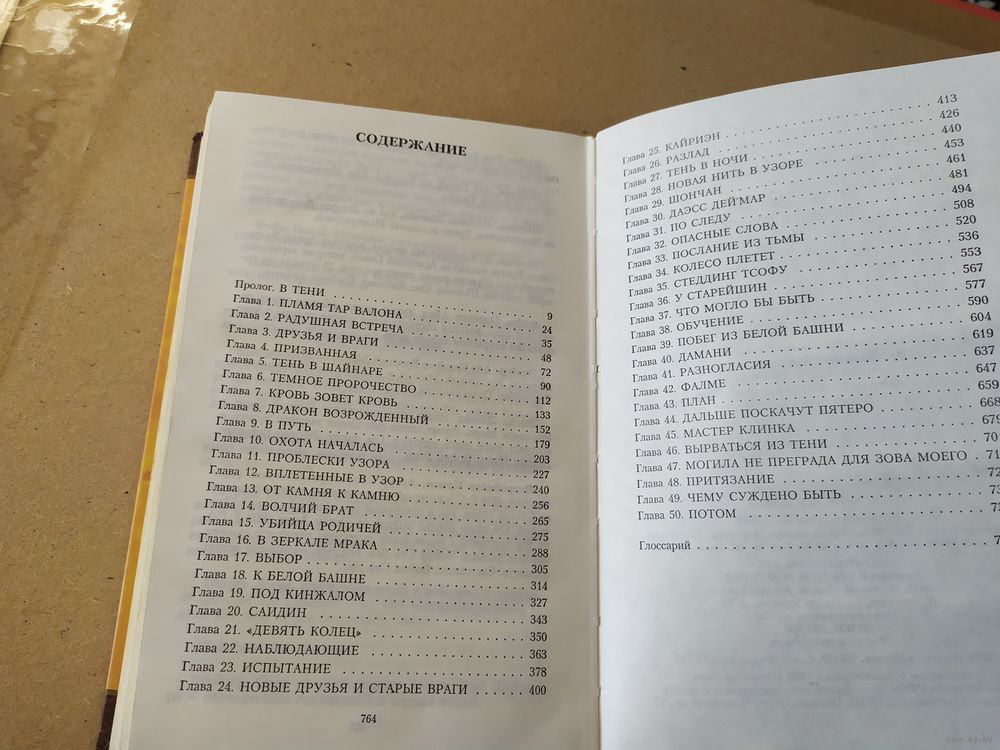 СОДЕРЖАНИЕ
Пролог. В ТЕНИ . . . 9
Глава 1. ПЛАМЯ ТАР ВАЛОНА . . . 24
Глава 2. РАДУШНАЯ ВСТРЕЧА . . . 35
Глава 3. ДРУЗЬЯ И ВРАГИ . . . 48
Глава 4. ПРИЗВАННАЯ . . . 72
Глава 5. ТЕНЬ В ШАЙНАРЕ . . . 90
Глава 6. ТЕМНОЕ ПРОРОЧЕСТВО . . . 112
Глава 7. КРОВЬ ЗОВЕТ КРОВЬ . . . 133
Глава 8. ДРАКОН ВОЗРОЖДЕННЫЙ . . . 152
Глава 9. В ПУТЬ . . . 179
Глава 10. ОХОТА НАЧАЛАСЬ . . . 203
Глава 11. ПРОБЛЕСКИ УЗОРА . . . 227
Глава 12. ВПЛЕТЕННЫЕ В УЗОР . . . 240
Глава 13. ОТ КАМНЯ К КАМНЮ . . . 256
Глава 14. ВОЛЧИЙ БРАТ . . . 265
Глава 15. УБИЙЦА РОДИЧЕЙ . . . 275
Глава 16. В ЗЕРКАЛЕ МРАКА . . . 288
Глава 17. ВЫБОР . . . 305
Глава 18. К БЕЛОЙ БАШНЕ . . . 314
Глава 19. ПОД КИНЖАЛОМ . . . 327
Глава 20. САИДИН . . . 343
Глава 21. «ДЕВЯТЬ КОЛЕЦ» . . . 350
Глава 22. НАБЛЮДАЮЩИЕ . . . 363
Глава 23. ИСПЫТАНИЕ . . . 378
Глава 24. НОВЫЕ ДРУЗЬЯ И СТАРЫЕ ВРАГИ . . . 400
764
Глава 25. КАЙРИЭН . . . 413
Глава 26. РАЗЛАД . . . 426
Глава 27. ТЕНЬ В НОЧИ . . . 440
Глава 28. НОВАЯ НИТЬ В УЗОРЕ . . . 453
Глава 29. ШОНЧАН . . . 461
Глава 30. ДАЭСС ДЕЙ'МАР . . . 481
Глава 31. ПО СЛЕДУ . . . 494
Глава 32. ОПАСНЫЕ СЛОВА . . . 508
Глава 33. ПОСЛАНИЕ ИЗ ТЬМЫ . . . 520
Глава 34. КОЛЕСО ПЛЕТЕТ . . . 536
Глава 35. СТЕДДИНГ ТСОФУ . . . 553
Глава 36. У СТАРЕЙШИН . . . 567
Глава 37. ЧТО МОГЛО БЫ БЫТЬ . . . 577
Глава 38. ОБУЧЕНИЕ . . . 590
Глава 39. ПОБЕГ ИЗ БЕЛОЙ БАШНИ . . . 604
Глава 40. ДАМАНИ . . . 619
Глава 41. РАЗНОГЛАСИЯ . . . 637
Глава 42. ФАЛМЕ . . . 647
Глава 43. ПЛАН . . . 659
Глава 44. ДАЛЬШЕ ПОСКАЧУТ ПЯТЕРО . . . 668
Глава 45. МАСТЕР КЛИНКА . . . 679
Глава 46. ВЫРВАТЬСЯ ИЗ ТЕНИ . . . 70
Глава 47. МОГИЛА НЕ ПРЕГРАДА ДЛЯ ЗОВА МОЕГО . 71
Глава 48. ПРИТЯЗАНИЕ . . . 72
Глава 49. ЧЕМУ СУЖДЕНО БЫТЬ . . . 73
Глава 50. ПОТОМ . . . 73
Глоссарий . . . 7
www.ay.by